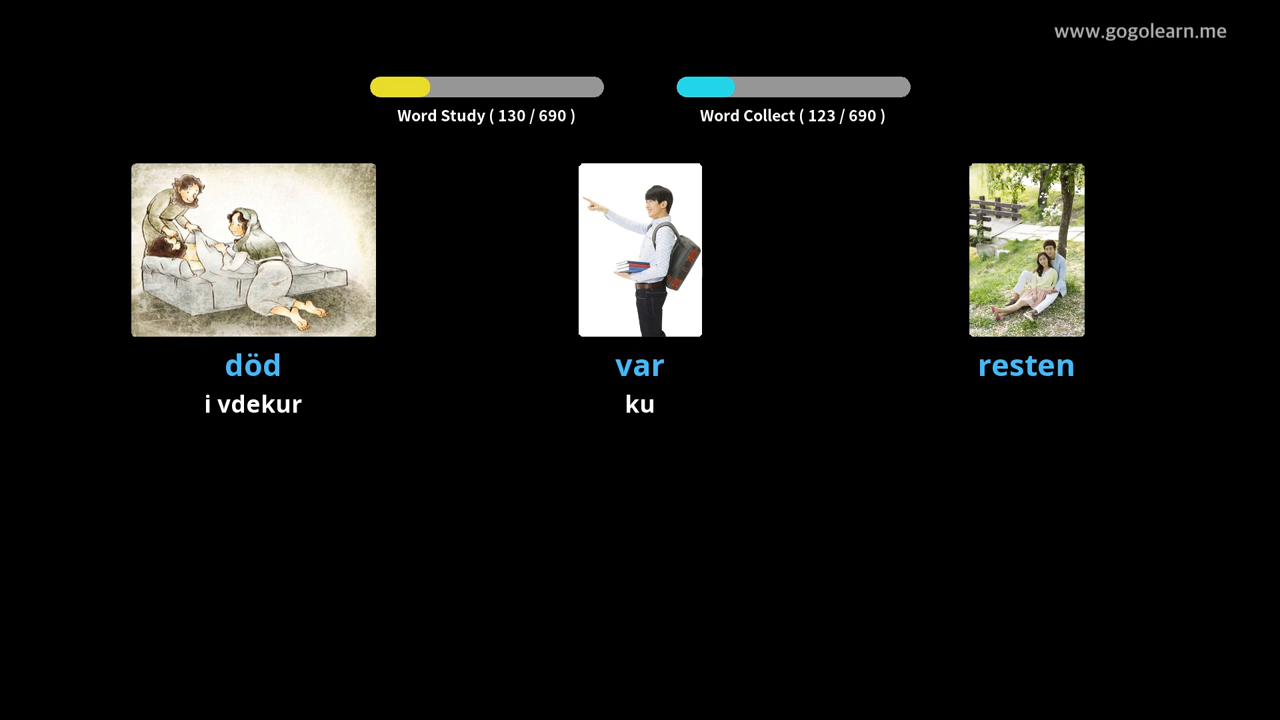 www.gogolearn.me
Word Study ( 130 / 690 )
Word Collect ( 123 / 690 )
död
var
resten
i vdekur
ku